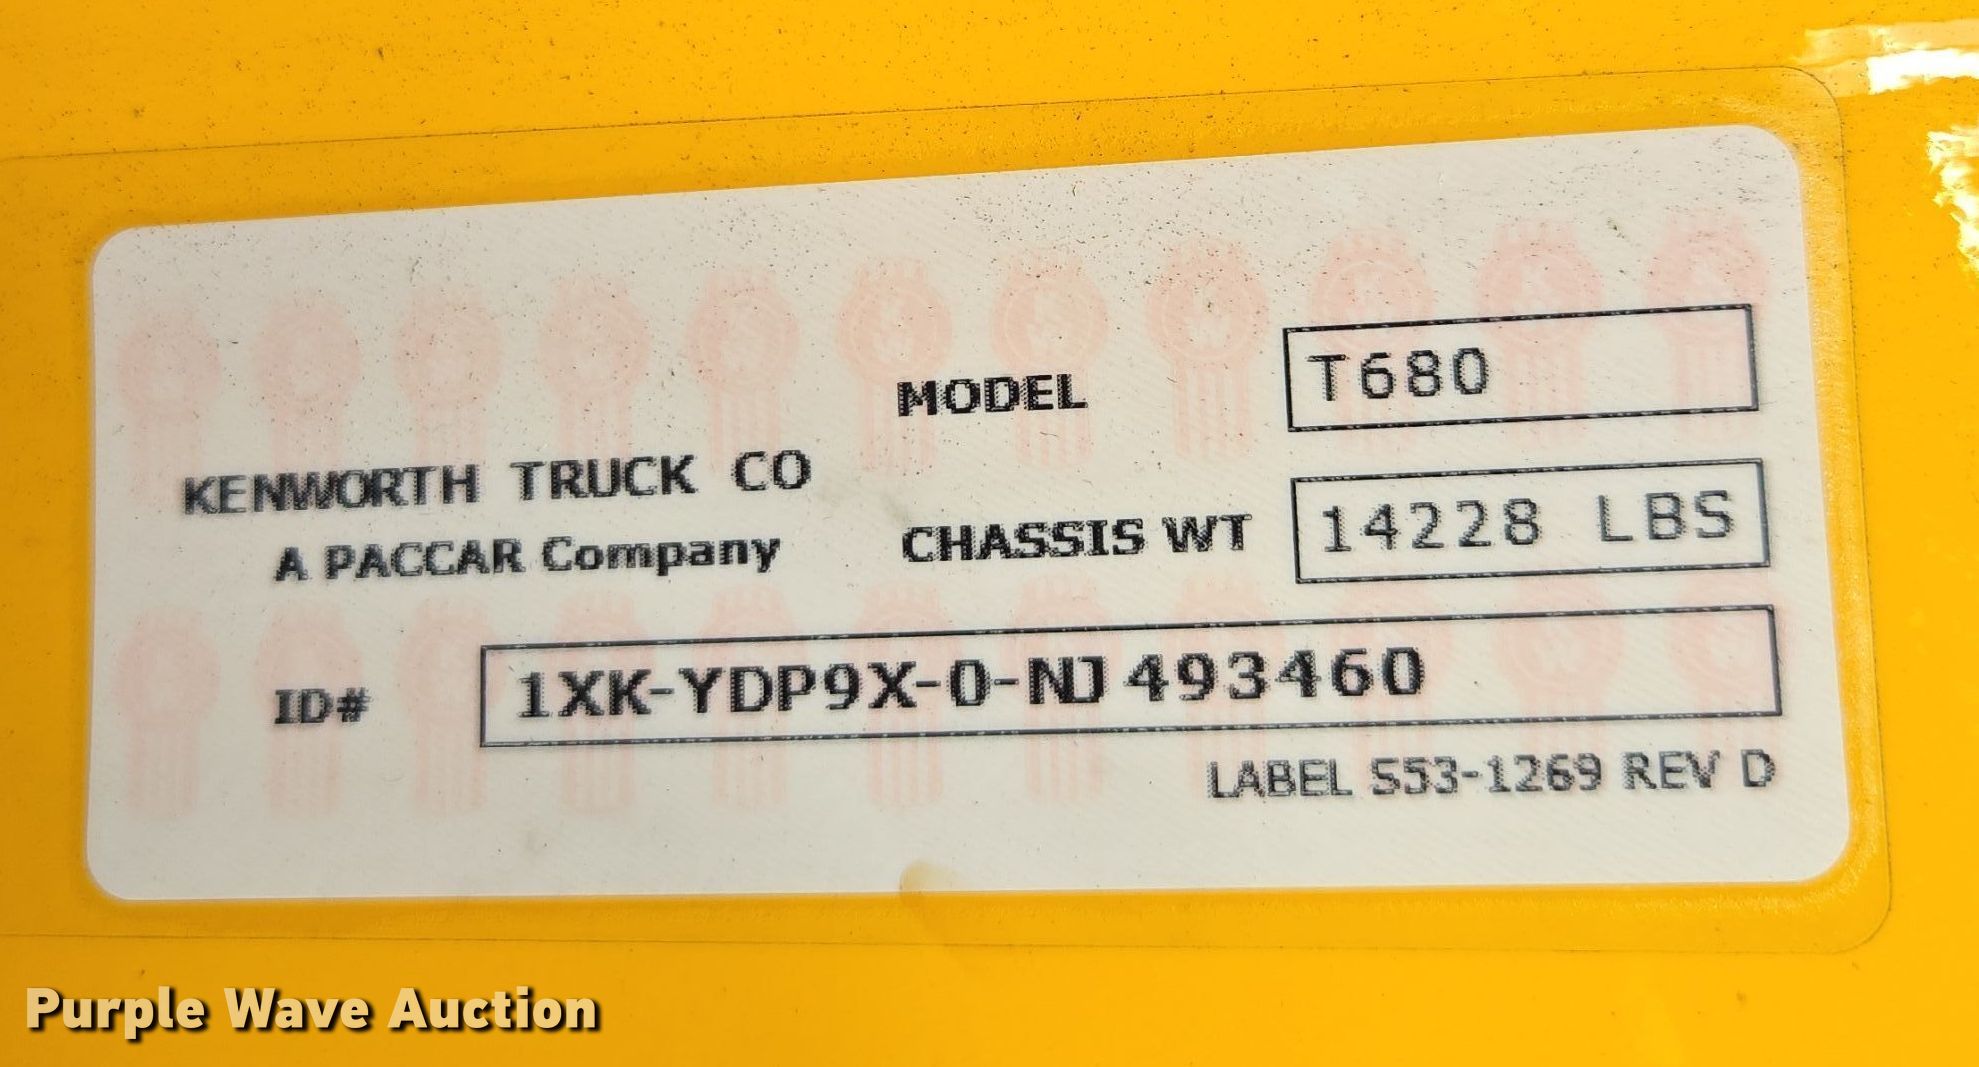 MODEL T680
KENWORTH TRUCK CO
A PACCAR Company
CHASSIS WT 14228 LBS
ID# 1XK-YDP9X-0-NJ493460
LABEL S53-1269 REV D
Purple Wave Auction